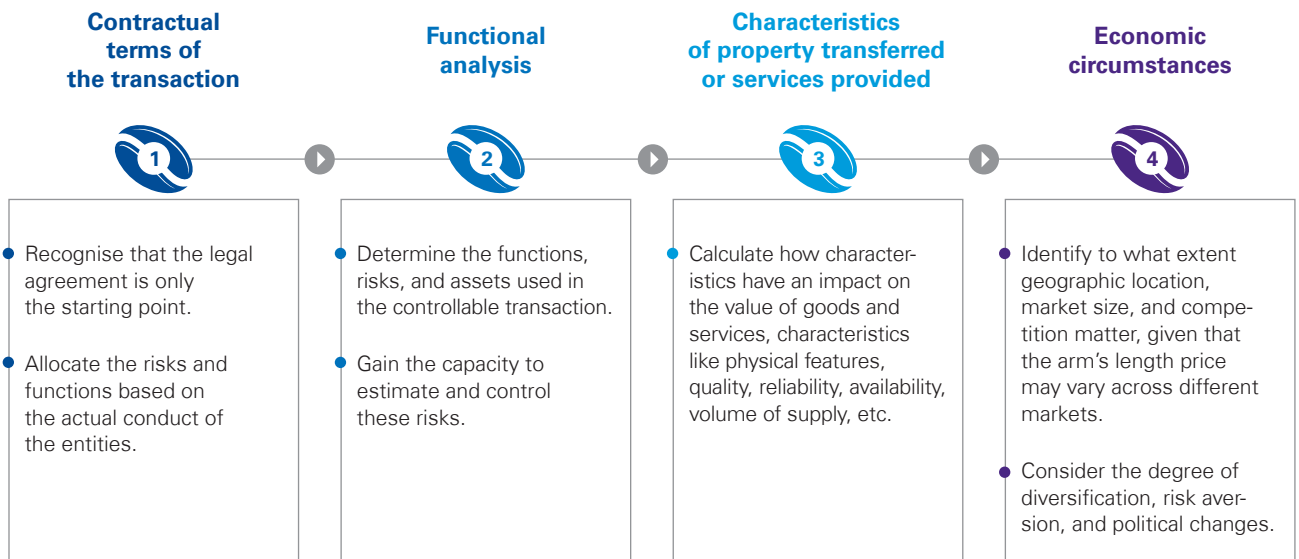 Contractual
terms of
the transaction
1
Recognise that the legal
agreement is only
the starting point.
Allocate the risks and
functions based on
the actual conduct of
the entities.
Functional
analysis
2
Determine the functions,
risks, and assets used in
the controllable transaction.
Gain the capacity to
estimate and control
these risks.
Characteristics
of property transferred
or services provided
3
Calculate how character-
istics have an impact on
the value of goods and
services, characteristics
like physical features,
quality, reliability, availability,
volume of supply, etc.
Economic
circumstances
4
Identify to what extent
geographic location,
market size, and compe-
tition matter, given that
the arm’s length price
may vary across different
markets.
Consider the degree of
diversification, risk aver-
sion, and political changes.